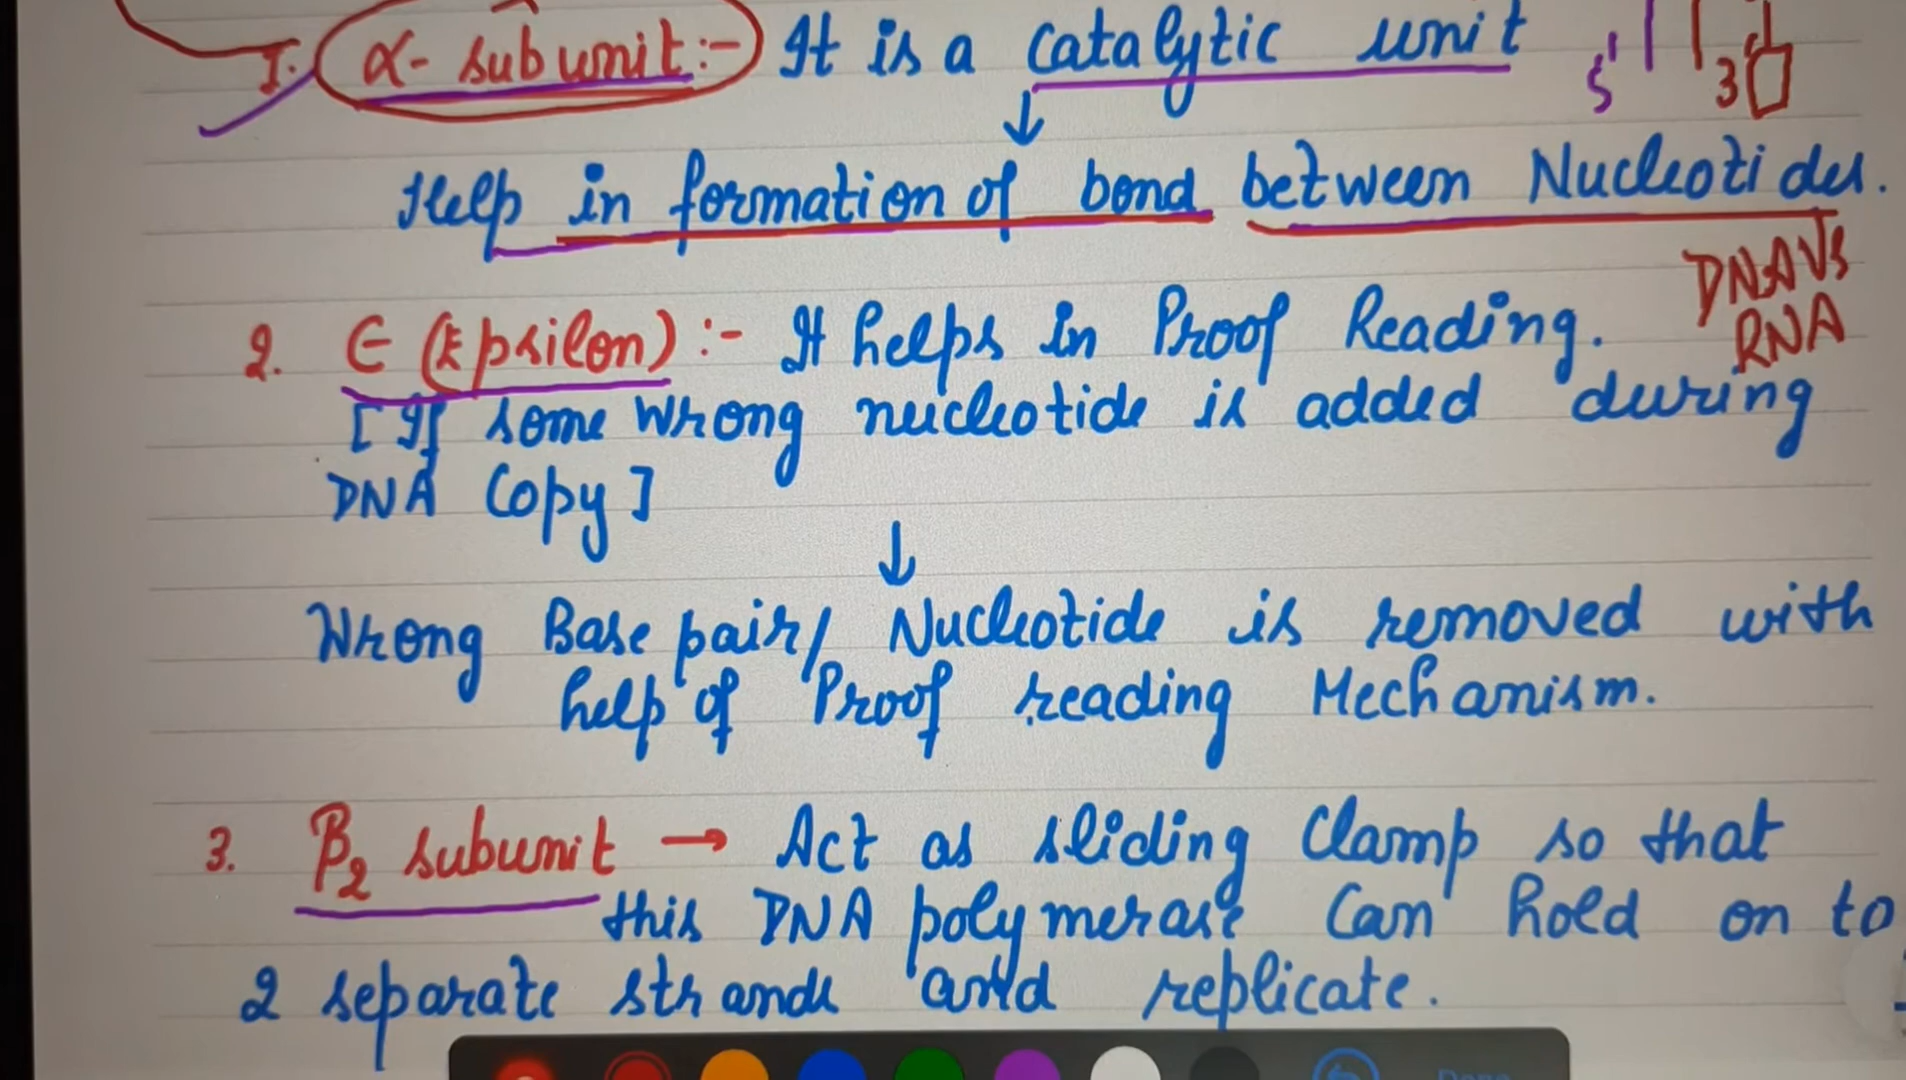 1. α- subunit:- It is a catalytic unit
5' 3
↓
Help in formation of bond between Nucleotides.
DNA Vs
RNA
2. ∈ (Epsilon) :- It helps in Proof Reading.
[If some wrong nucleotide is added during
DNA Copy]
↓
Wrong Base pair/ Nucleotide is removed with
help of Proof reading Mechanism.
3. β2 subunit → Act as sliding Clamp so that
this DNA polymerase Can hold on to
2 separate strands and replicate.